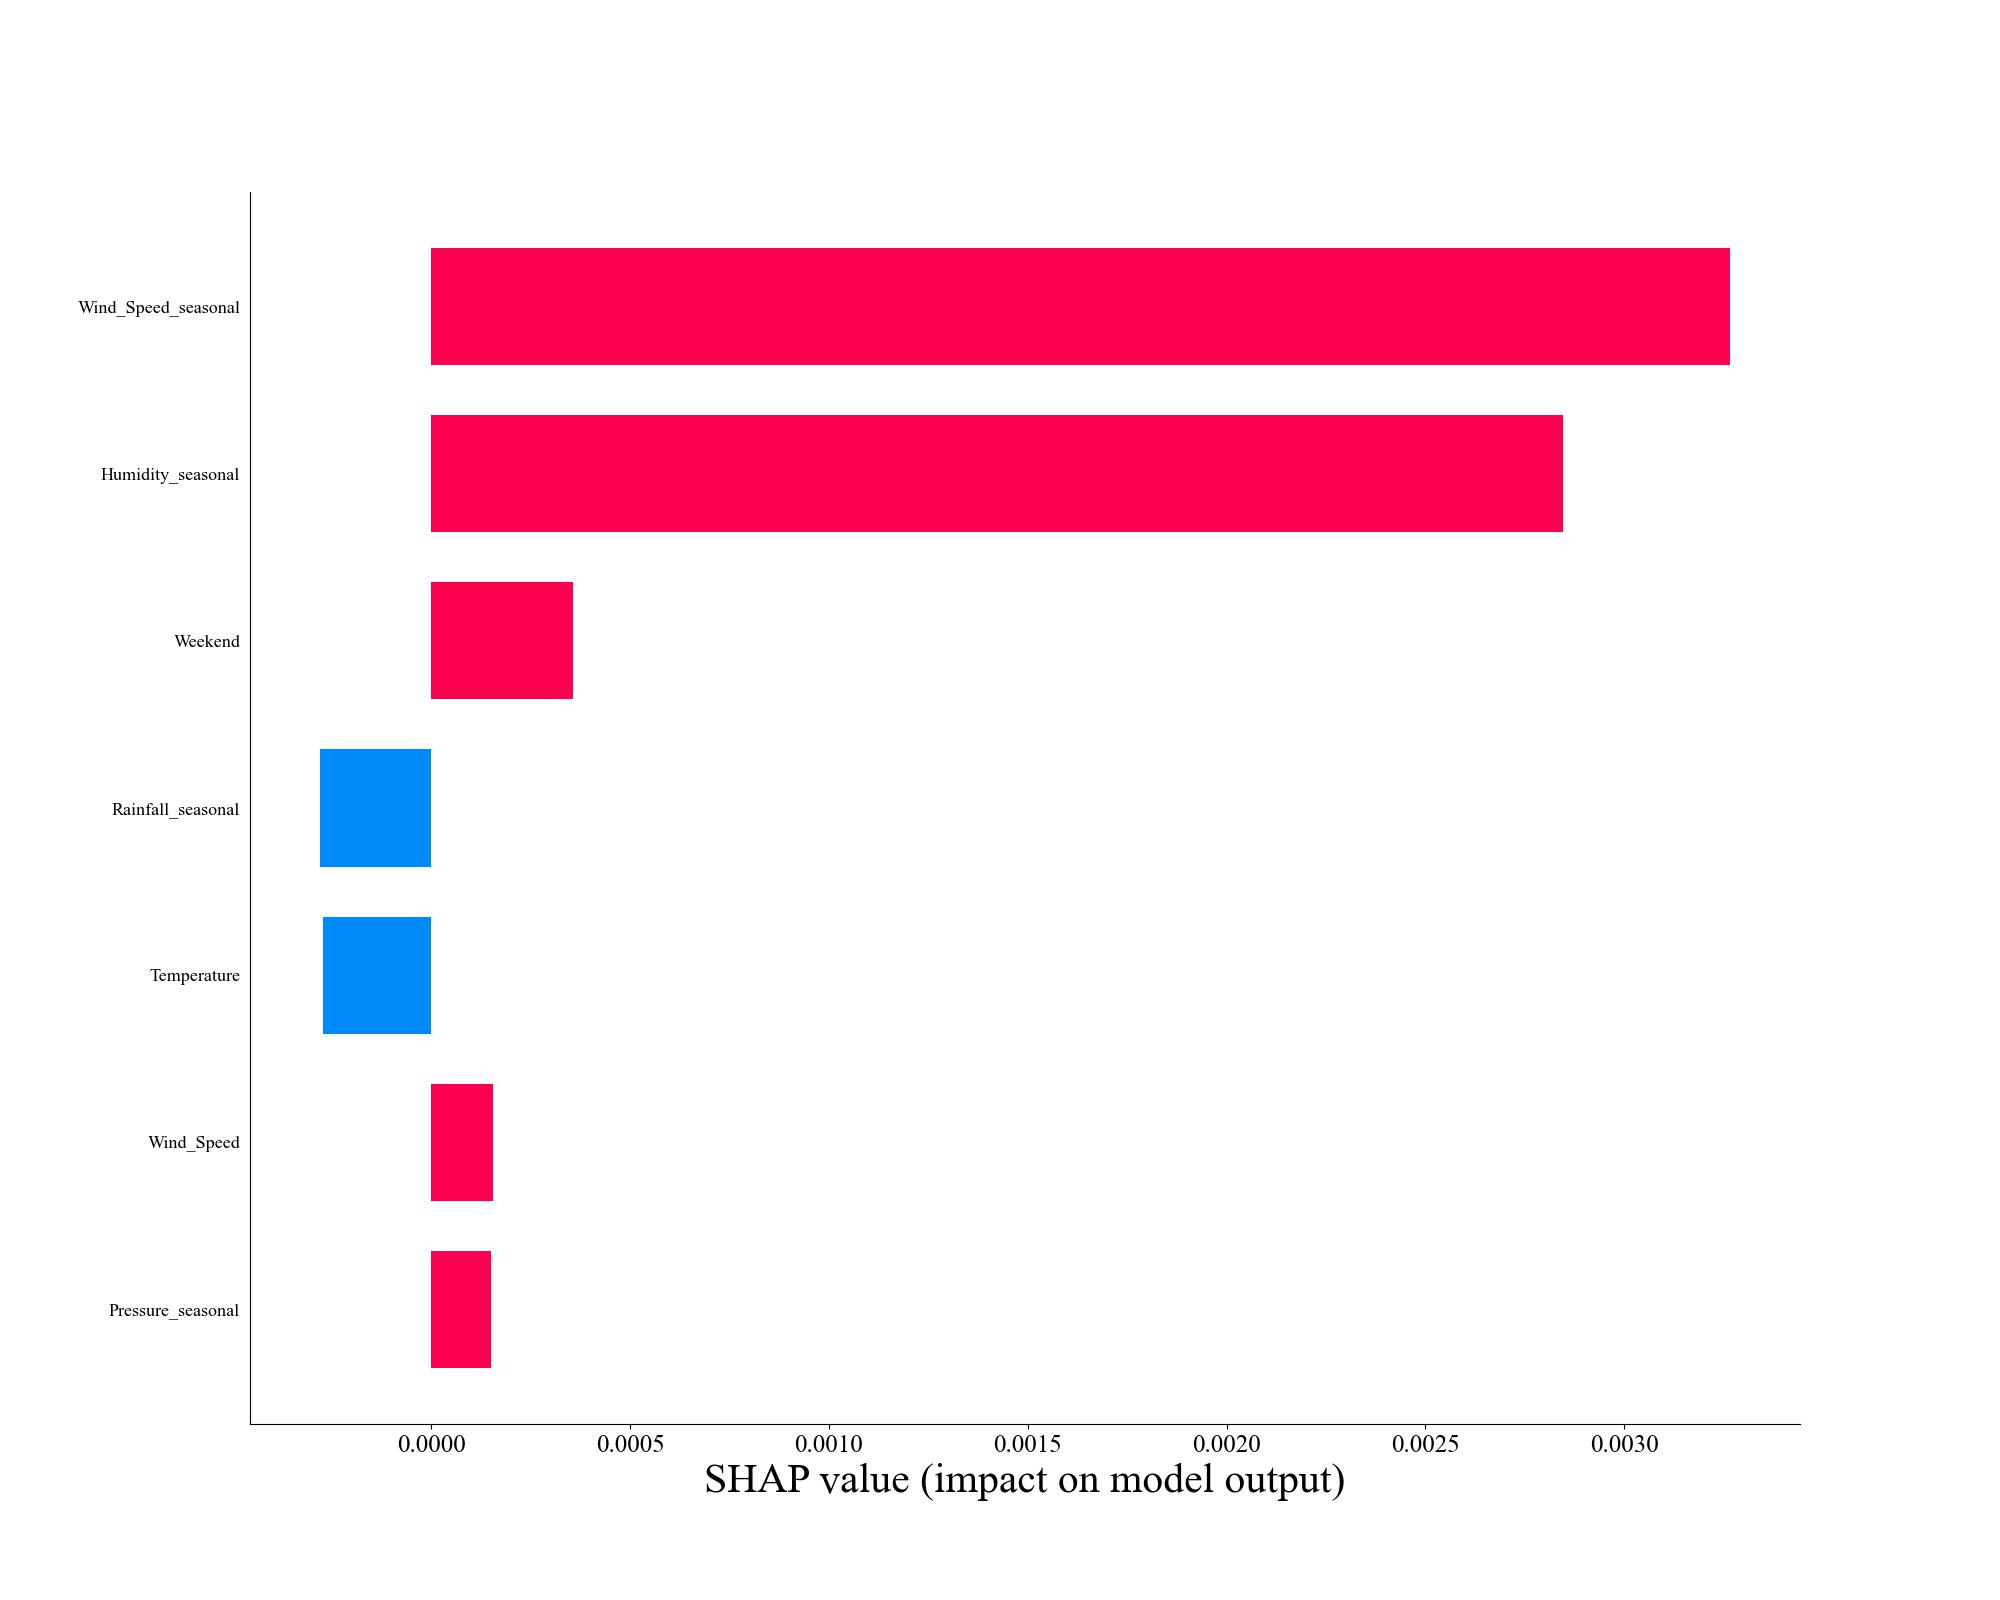 Wind_Speed_seasonal
Humidity_seasonal
Weekend
Rainfall_seasonal
Temperature
Wind_Speed
Pressure_seasonal
0.0000 0.0005 0.0010 0.0015 0.0020 0.0025 0.0030
SHAP value (impact on model output)